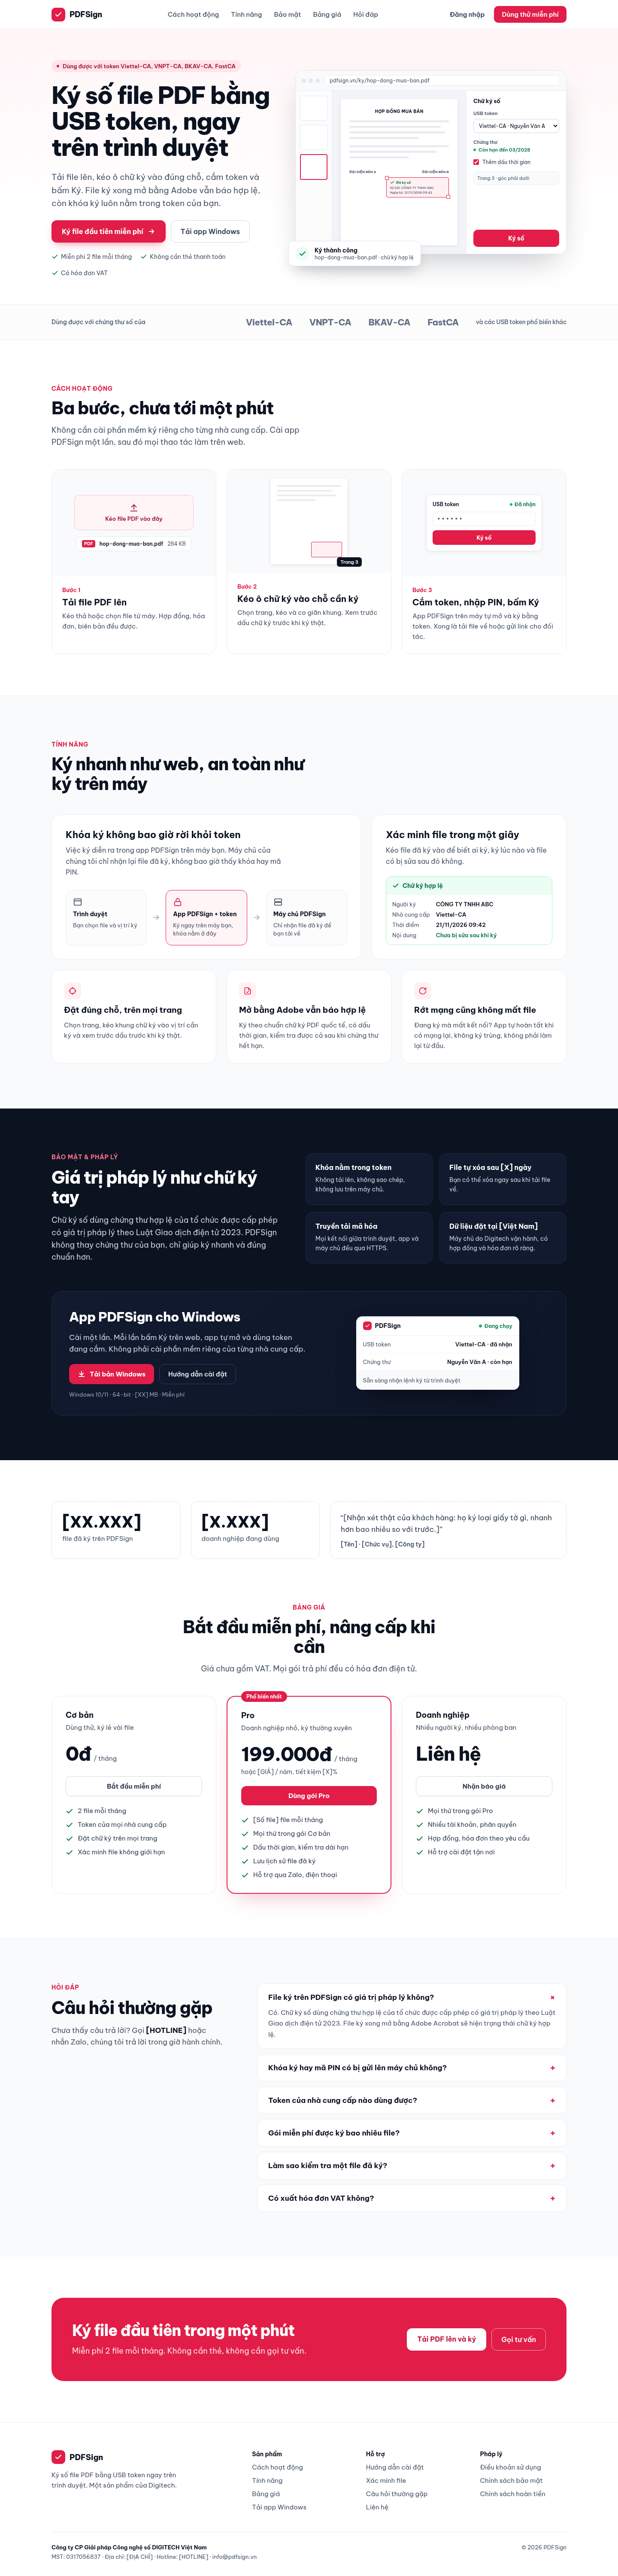 PDFSign
Cách hoạt động
Tính năng
Bảo mật
Bảng giá
Hỏi đáp
Đăng nhập
Dùng thử miễn phí
Dùng được với token Viettel-CA, VNPT-CA, BKAV-CA, FastCA
Ký số file PDF bằng
USB token, ngay
trên trình duyệt
Tải file lên, kéo ô chữ ký vào đúng chỗ, cắm token và
bấm Ký. File ký xong mở bằng Adobe vẫn báo hợp lệ,
còn khóa ký luôn nằm trong token của bạn.
Ký file đầu tiên miễn phí
Tải app Windows
Miễn phí 2 file mỗi tháng
Không cần thẻ thanh toán
Có hóa đơn VAT
pdfsign.vn/ky/hop-dong-mua-ban.pdf
HỢP ĐỒNG MUA BÁN
ĐẠI DIỆN BÊN A
ĐẠI DIỆN BÊN B
Chữ ký số
USB token
Viettel-CA · Nguyễn Văn A
Chứng thư
Còn hạn đến 03/2028
Thêm dấu thời gian
Trang 3 · góc phải dưới
Ký số
Ký thành công
hop-dong-mua-ban.pdf · chữ ký hợp lệ
Dùng được với chứng thư số của
Viettel-CA
VNPT-CA
BKAV-CA
FastCA
và các USB token phổ biến khác
CÁCH HOẠT ĐỘNG
Ba bước, chưa tới một phút
Không cần cài phần mềm ký riêng cho từng nhà cung cấp. Cài app
PDFSign một lần, sau đó mọi thao tác làm trên web.
Kéo file PDF vào đây
PDF hop-dong-mua-ban.pdf 284 KB
Bước 1
Tải file PDF lên
Kéo thả hoặc chọn file từ máy. Hợp đồng, hóa
đơn, biên bản đều được.
Trang 3
Bước 2
Kéo ô chữ ký vào chỗ cần ký
Chọn trang, kéo và co giãn khung. Xem trước
dấu chữ ký trước khi ký thật.
USB token
Đã nhận
Ký số
Bước 3
Cắm token, nhập PIN, bấm Ký
App PDFSign trên máy tự mở và ký bằng
token. Xong là tải file về hoặc gửi link cho đối
tác.
TÍNH NĂNG
Ký nhanh như web, an toàn như
ký trên máy
Khóa ký không bao giờ rời khỏi token
Việc ký diễn ra trong app PDFSign trên máy bạn. Máy chủ của
chúng tôi chỉ nhận lại file đã ký, không bao giờ thấy khóa hay mã
PIN.
Trình duyệt
Bạn chọn file và vị trí ký
App PDFSign + token
Ký ngay trên máy bạn,
khóa nằm ở đây
Máy chủ PDFSign
Chỉ nhận file đã ký để
bạn tải về
Xác minh file trong một giây
Kéo file đã ký vào để biết ai ký, ký lúc nào và file
có bị sửa sau đó không.
Chữ ký hợp lệ
Người ký CÔNG TY TNHH ABC
Nhà cung cấp Viettel-CA
Thời điểm 21/11/2026 09:42
Nội dung Chưa bị sửa sau khi ký
Đặt đúng chỗ, trên mọi trang
Chọn trang, kéo khung chữ ký vào vị trí cần
ký và xem trước dấu trước khi ký thật.
Mở bằng Adobe vẫn báo hợp lệ
Ký theo chuẩn chữ ký PDF quốc tế, có dấu
thời gian, kiểm tra được cả sau khi chứng thư
hết hạn.
Rớt mạng cũng không mất file
Đang ký mà mất kết nối? App tự hoàn tất khi
có mạng lại, không ký trùng, không phải làm
lại từ đầu.
BẢO MẬT & PHÁP LÝ
Giá trị pháp lý như chữ ký
tay
Chữ ký số dùng chứng thư hợp lệ của tổ chức được cấp phép
có giá trị pháp lý theo Luật Giao dịch điện tử 2023. PDFSign
không thay chứng thư của bạn, chỉ giúp ký nhanh và đúng
chuẩn hơn.
Khóa nằm trong token
Không tải lên, không sao chép,
không lưu trên máy chủ.
File tự xóa sau [X] ngày
Bạn có thể xóa ngay sau khi tải file
về.
Truyền tải mã hóa
Mọi kết nối giữa trình duyệt, app và
máy chủ đều qua HTTPS.
Dữ liệu đặt tại [Việt Nam]
Máy chủ do Digitech vận hành, có
hợp đồng và hóa đơn rõ ràng.
App PDFSign cho Windows
Cài một lần. Mỗi lần bấm Ký trên web, app tự mở và dùng token
đang cắm. Không phải cài phần mềm riêng của từng nhà cung cấp.
Tải bản Windows
Hướng dẫn cài đặt
Windows 10/11 · 64-bit · [XX] MB · Miễn phí
PDFSign
Đang chạy
USB token Viettel-CA · đã nhận
Chứng thư Nguyễn Văn A · còn hạn
Sẵn sàng nhận lệnh ký từ trình duyệt
[XX.XXX]
file đã ký trên PDFSign
[X.XXX]
doanh nghiệp đang dùng
“[Nhận xét thật của khách hàng: họ ký loại giấy tờ gì, nhanh
hơn bao nhiêu so với trước.]”
[Tên] · [Chức vụ], [Công ty]
BẢNG GIÁ
Bắt đầu miễn phí, nâng cấp khi
cần
Giá chưa gồm VAT. Mọi gói trả phí đều có hóa đơn điện tử.
Cơ bản
Dùng thử, ký lẻ vài file
0đ / tháng
Bắt đầu miễn phí
2 file mỗi tháng
Token của mọi nhà cung cấp
Đặt chữ ký trên mọi trang
Xác minh file không giới hạn
Phổ biến nhất
Pro
Doanh nghiệp nhỏ, ký thường xuyên
199.000đ / tháng
hoặc [GIÁ] / năm, tiết kiệm [X]%
Dùng gói Pro
[Số file] file mỗi tháng
Mọi thứ trong gói Cơ bản
Dấu thời gian, kiểm tra dài hạn
Lưu lịch sử file đã ký
Hỗ trợ qua Zalo, điện thoại
Doanh nghiệp
Nhiều người ký, nhiều phòng ban
Liên hệ
Nhận báo giá
Mọi thứ trong gói Pro
Nhiều tài khoản, phân quyền
Hợp đồng, hóa đơn theo yêu cầu
Hỗ trợ cài đặt tận nơi
HỎI ĐÁP
Câu hỏi thường gặp
Chưa thấy câu trả lời? Gọi [HOTLINE] hoặc
nhắn Zalo, chúng tôi trả lời trong giờ hành chính.
File ký trên PDFSign có giá trị pháp lý không?
Có. Chữ ký số dùng chứng thư hợp lệ của tổ chức được cấp phép có giá trị pháp lý theo Luật
Giao dịch điện tử 2023. File ký xong mở bằng Adobe Acrobat sẽ hiện trạng thái chữ ký hợp
lệ.
Khóa ký hay mã PIN có bị gửi lên máy chủ không?
Token của nhà cung cấp nào dùng được?
Gói miễn phí được ký bao nhiêu file?
Làm sao kiểm tra một file đã ký?
Có xuất hóa đơn VAT không?
Ký file đầu tiên trong một phút
Miễn phí 2 file mỗi tháng. Không cần thẻ, không cần gọi tư vấn.
Tải PDF lên và ký
Gọi tư vấn
PDFSign
Ký số file PDF bằng USB token ngay trên
trình duyệt. Một sản phẩm của Digitech.
Sản phẩm
Cách hoạt động
Tính năng
Bảng giá
Tải app Windows
Hỗ trợ
Hướng dẫn cài đặt
Xác minh file
Câu hỏi thường gặp
Liên hệ
Pháp lý
Điều khoản sử dụng
Chính sách bảo mật
Chính sách hoàn tiền
Công ty CP Giải pháp Công nghệ số DIGITECH Việt Nam
MST: 0317056837 · Địa chỉ: [ĐỊA CHỈ] · Hotline: [HOTLINE] · info@pdfsign.vn
© 2026 PDFSign